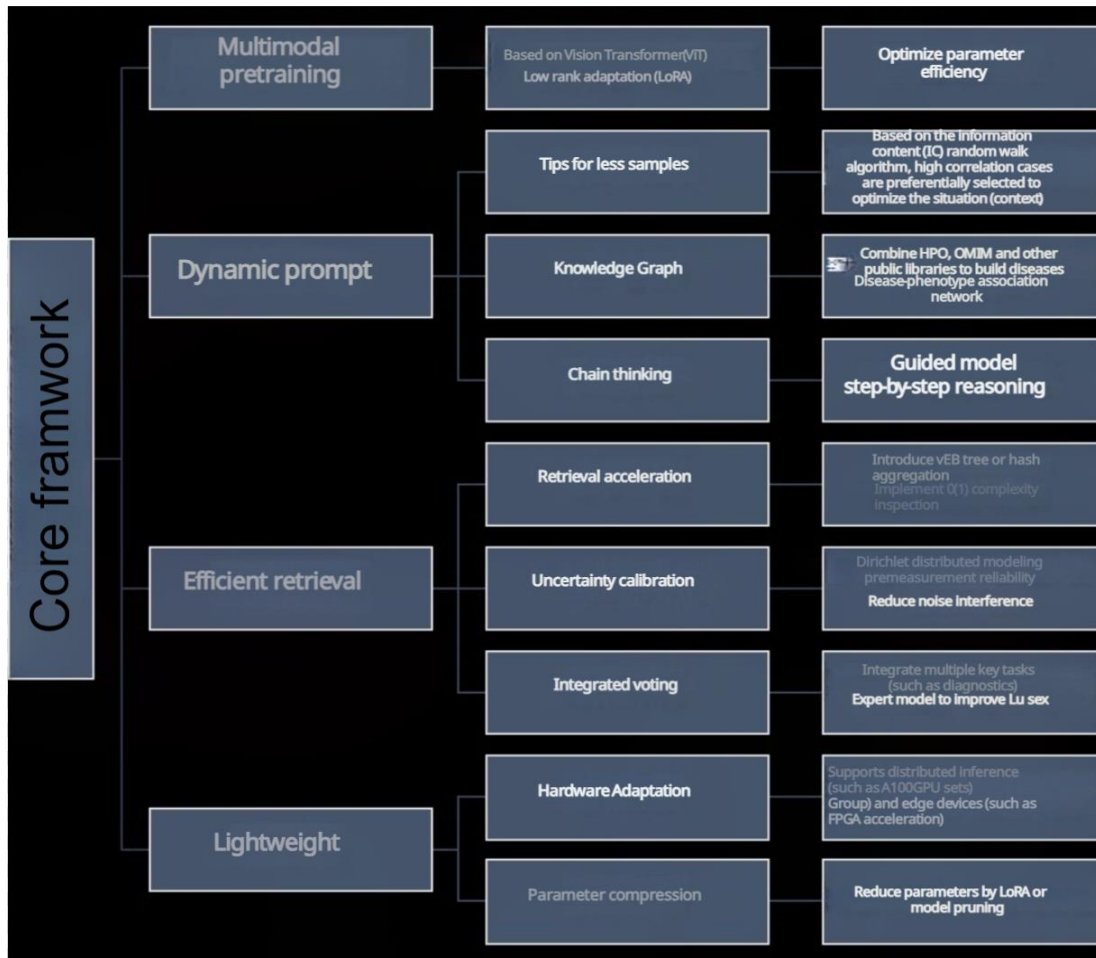 Core framwork
Multimodal
pretraining
Based on Vision Transformer(ViT)
Low rank adaptation (LoRA)
Optimize parameter
efficiency
Dynamic prompt
Tips for less samples
Based on the information
content (IC) random walk
algorithm, high correlation cases
are preferentially selected to
optimize the situation (context)
Knowledge Graph
Combine HPO, OMIM and other
public libraries to build diseases
Disease-phenotype association
network
Chain thinking
Guided model
step-by-step reasoning
Efficient retrieval
Retrieval acceleration
Introduce vEB tree or hash
aggregation
Implement 0(1) complexity
inspection
Uncertainty calibration
Dirichlet distributed modeling
premeasurement reliability
Reduce noise interference
Integrated voting
Integrate multiple key tasks
(such as diagnostics)
Expert model to improve Lu sex
Lightweight
Hardware Adaptation
Supports distributed inference
(such as A100GPU sets)
Group) and edge devices (such as
FPGA acceleration)
Parameter compression
Reduce parameters by LoRA or
model pruning